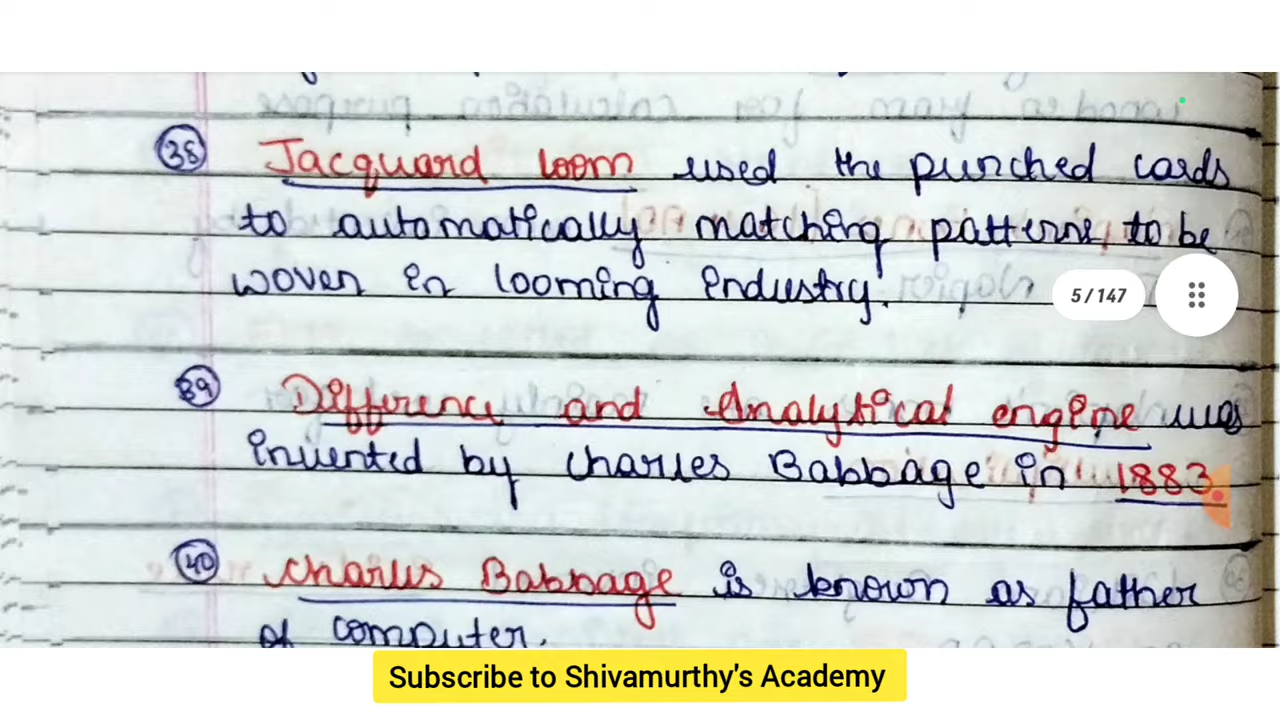 38 Jacquard loom used the punched cards
to automatically matching patterns to be
woven in looming industry.
5/147
39 Difference and Analytical engine was
invented by Charles Babbage in 1883.
40 Charles Babbage is known as father
of computer.
Subscribe to Shivamurthy's Academy